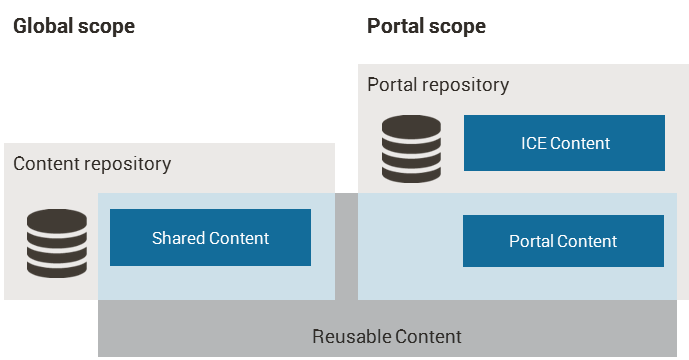 Global scope
Portal scope
Portal repository
ICE Content
Content repository
Shared Content
Portal Content
Reusable Content